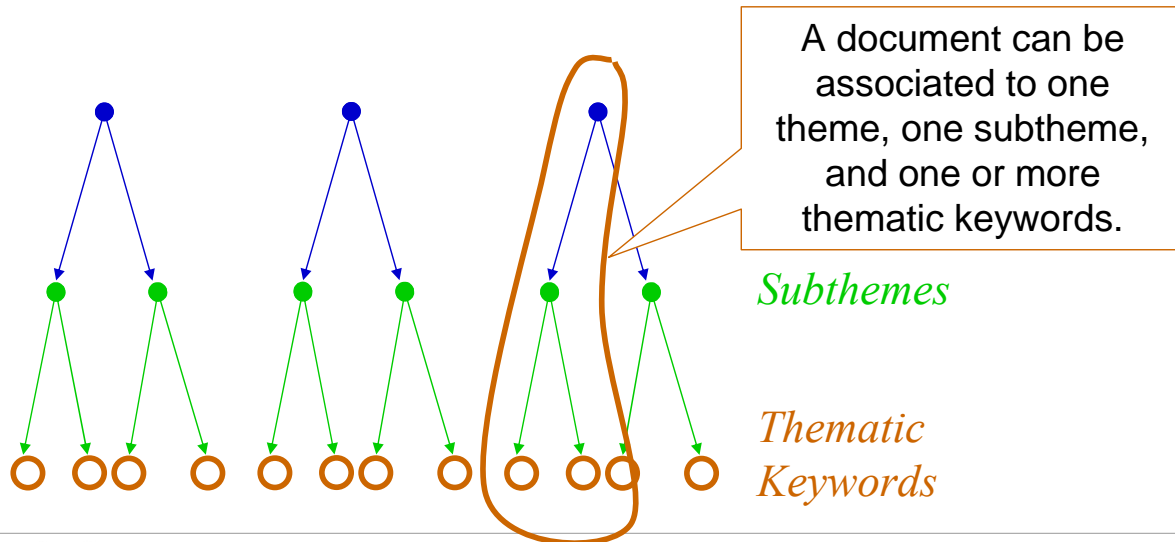 A document can be
associated to one
theme, one subtheme,
and one or more
thematic keywords.
Subthemes
Thematic
Keywords